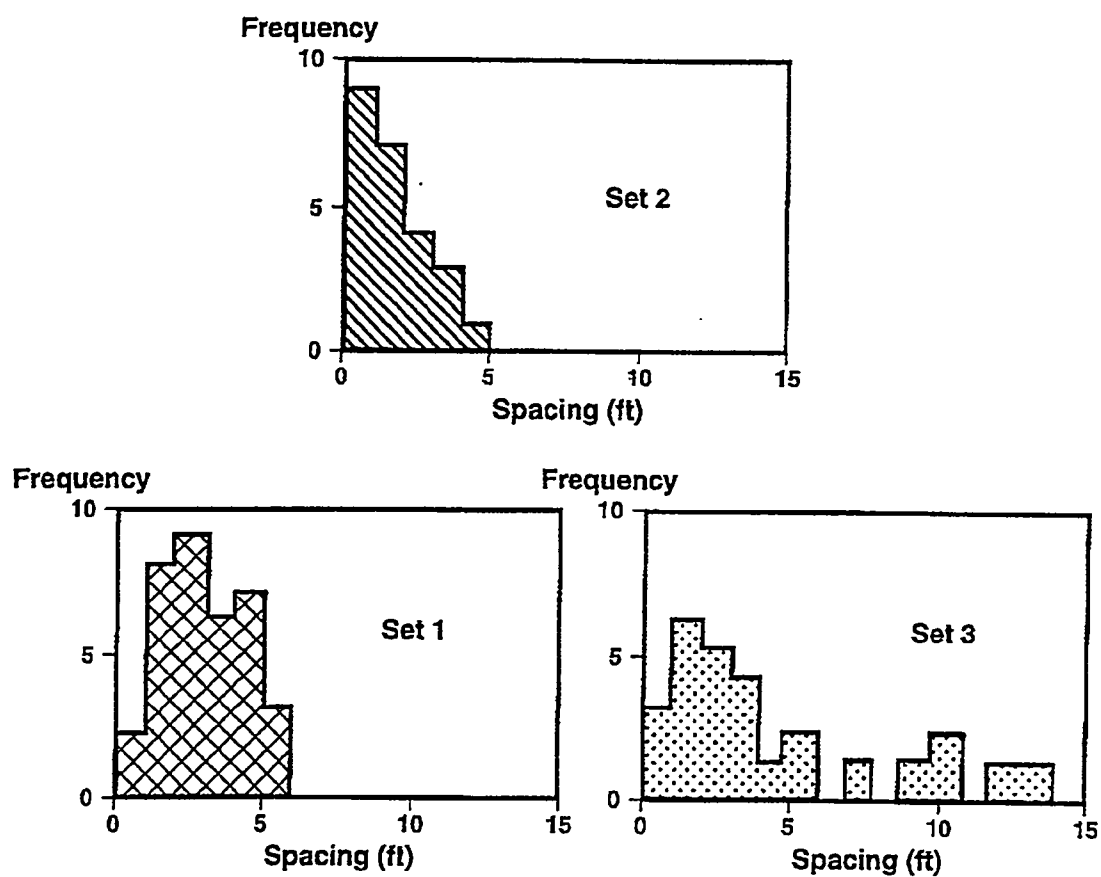 Frequency
10
5
0
Set 2
0 5 10 15
Spacing (ft)
Frequency
10
5
0
Set 1
0 5 10 15
Spacing (ft)
Frequency
10
5
0
Set 3
0 5 10 15
Spacing (ft)